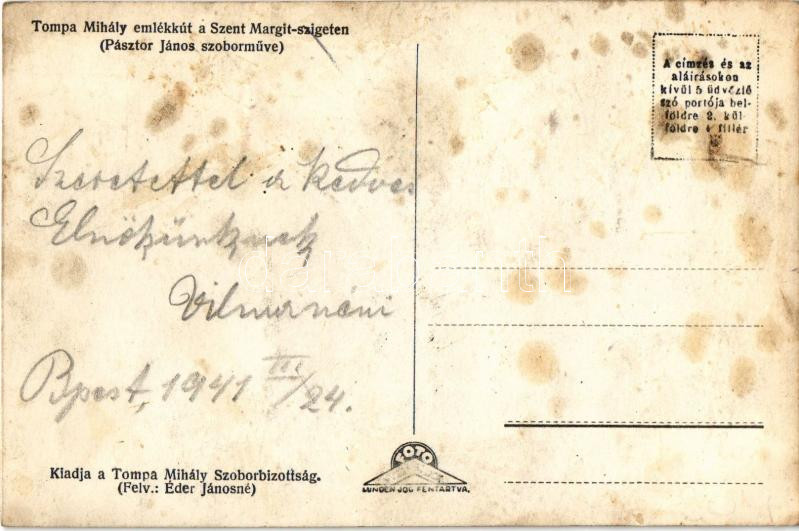 Tompa Mihály emlékkút a Szent Margit-szigeten
(Pásztor János szoborműve)
A címzés és az
aláírásokon
kívül 5 üdvözlő
szó portója bel-
földre 2, kül-
földre 4 fillér
Szeretettel a kedves
Elnökünknek
Vilmanéni
Bpest, 1941 III/24.
Kiadja a Tompa Mihály Szoborbizottság.
(Felv.: Éder Jánosné)
FOTO
MINDEN JOG FENTARTVA.